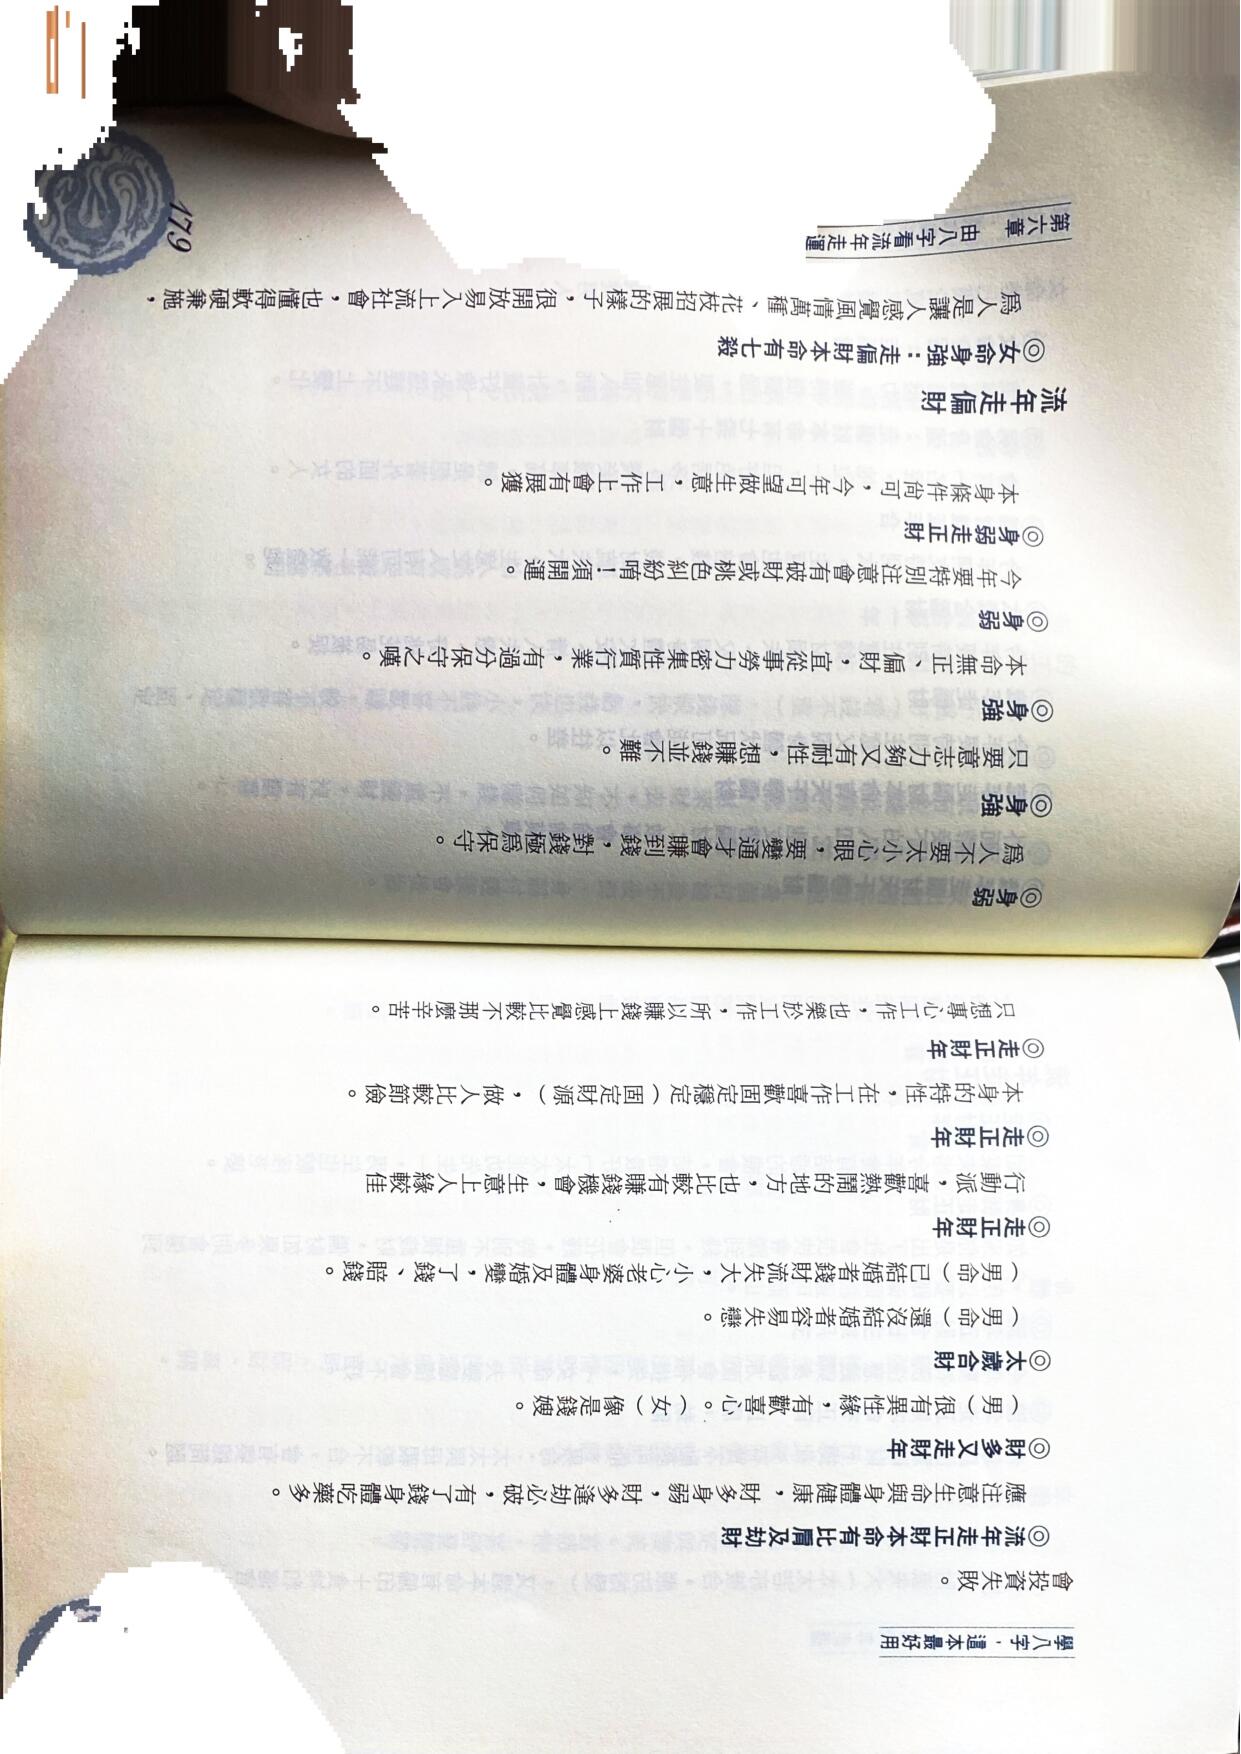 學八字，這本最好用
會投資失敗。
◎流年走正財本命有比肩及劫財
應注意生命與身體健康，財多身弱，財多逢劫必破，有了錢身體吃藥多。
◎財多又走財年
（男）很有異性緣，有歡喜心。（女）像是錢嫂。
◎太歲合財
（男命）還沒結婚者容易失戀。
（男命）已結婚者錢財流失大，小心老婆身體及婚變，了錢、賠錢。
◎走正財年
行動派，喜歡熱鬧的地方，也比較有賺錢機會，生意上人緣較佳
◎走正財年
本身的特性，在工作喜歡固定穩定（固定財源），做人比較節儉。
◎走正財年
只想專心工作，也樂於工作，所以賺錢上感覺比較不那麼辛苦。
◎身弱
爲人不要太小心眼，要變通才會賺到錢，對錢極爲保守。
◎身強
只要意志力夠又有耐性，想賺錢並不難。
◎身強
本命無正、偏財，宜從事勞力密集性質行業，有過分保守之嘆。
◎身弱
今年要特別注意會有破財或桃色糾紛唷！須開運。
◎身弱走正財
本身條件尚可，今年可望做生意，工作上會有展獲。
流年走偏財
◎女命身強：走偏財本命有七殺
爲人是讓人感覺風情萬種、花枝招展的樣子，很開放易入上流社會，也懂得軟硬兼施，
第六章　由八字看流年走運
179